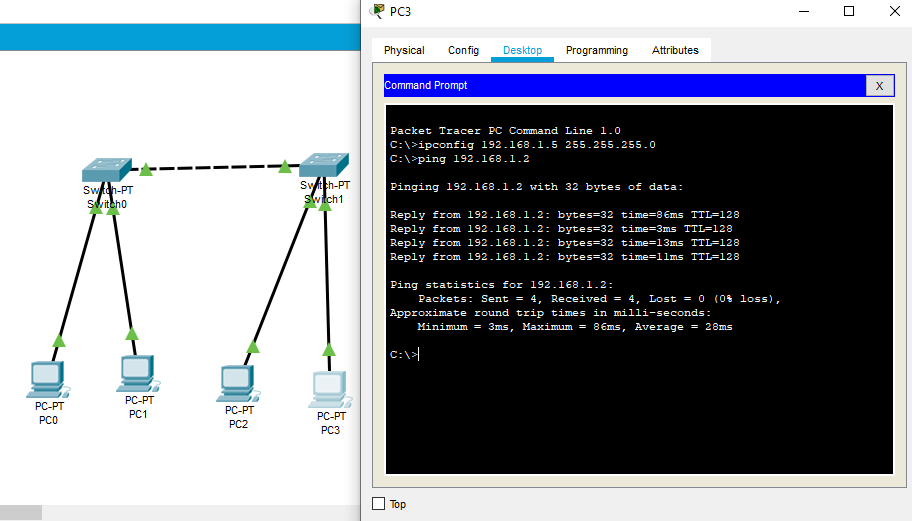 PC3
Physical Config Desktop Programming Attributes
Command Prompt
X
Packet Tracer PC Command Line 1.0
C:\>ipconfig 192.168.1.5 255.255.255.0
C:\>ping 192.168.1.2
Pinging 192.168.1.2 with 32 bytes of data:
Reply from 192.168.1.2: bytes=32 time=86ms TTL=128
Reply from 192.168.1.2: bytes=32 time=3ms TTL=128
Reply from 192.168.1.2: bytes=32 time=13ms TTL=128
Reply from 192.168.1.2: bytes=32 time=11ms TTL=128
Ping statistics for 192.168.1.2:
Packets: Sent = 4, Received = 4, Lost = 0 (0% loss),
Approximate round trip times in milli-seconds:
Minimum = 3ms, Maximum = 86ms, Average = 28ms
C:\>
Top
Switch-PT
Switch0
Switch-PT
Switch1
PC-PT
PC0
PC-PT
PC1
PC-PT
PC2
PC-PT
PC3